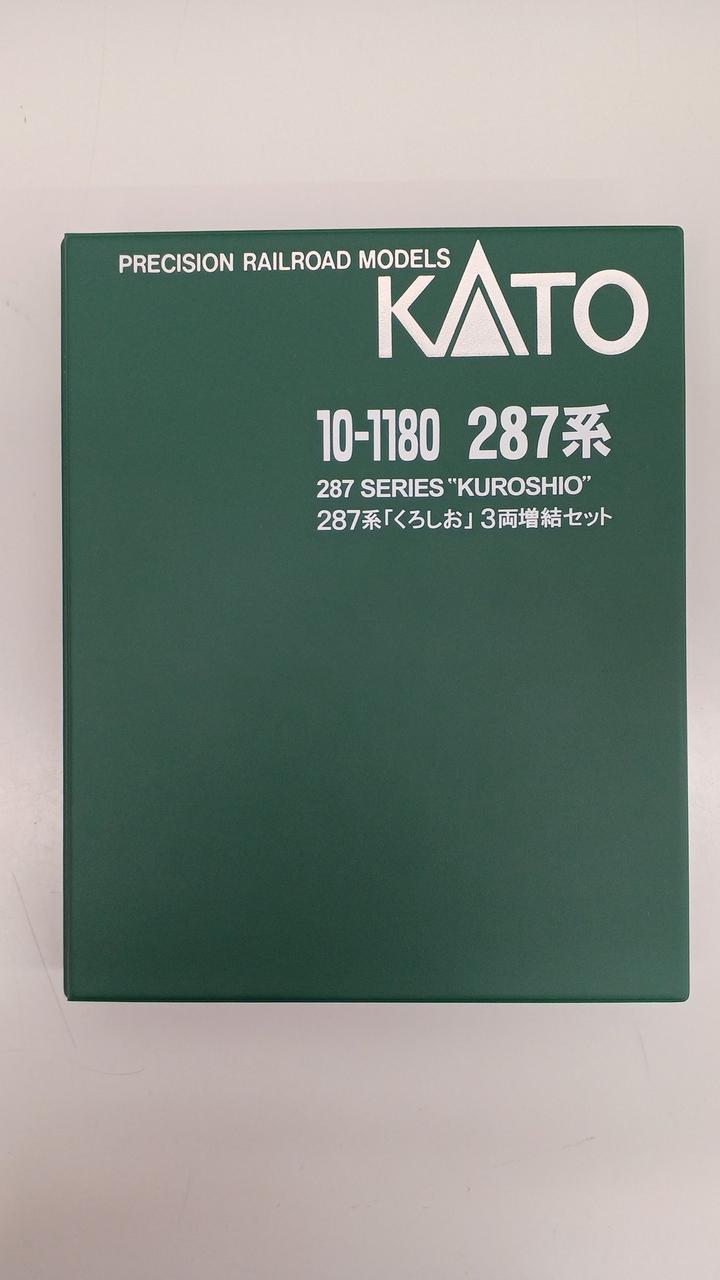 PRECISION RAILROAD MODELS
KATO
10-1180 287系
287 SERIES “KUROSHIO”
287系「くろしお」3両増結セット